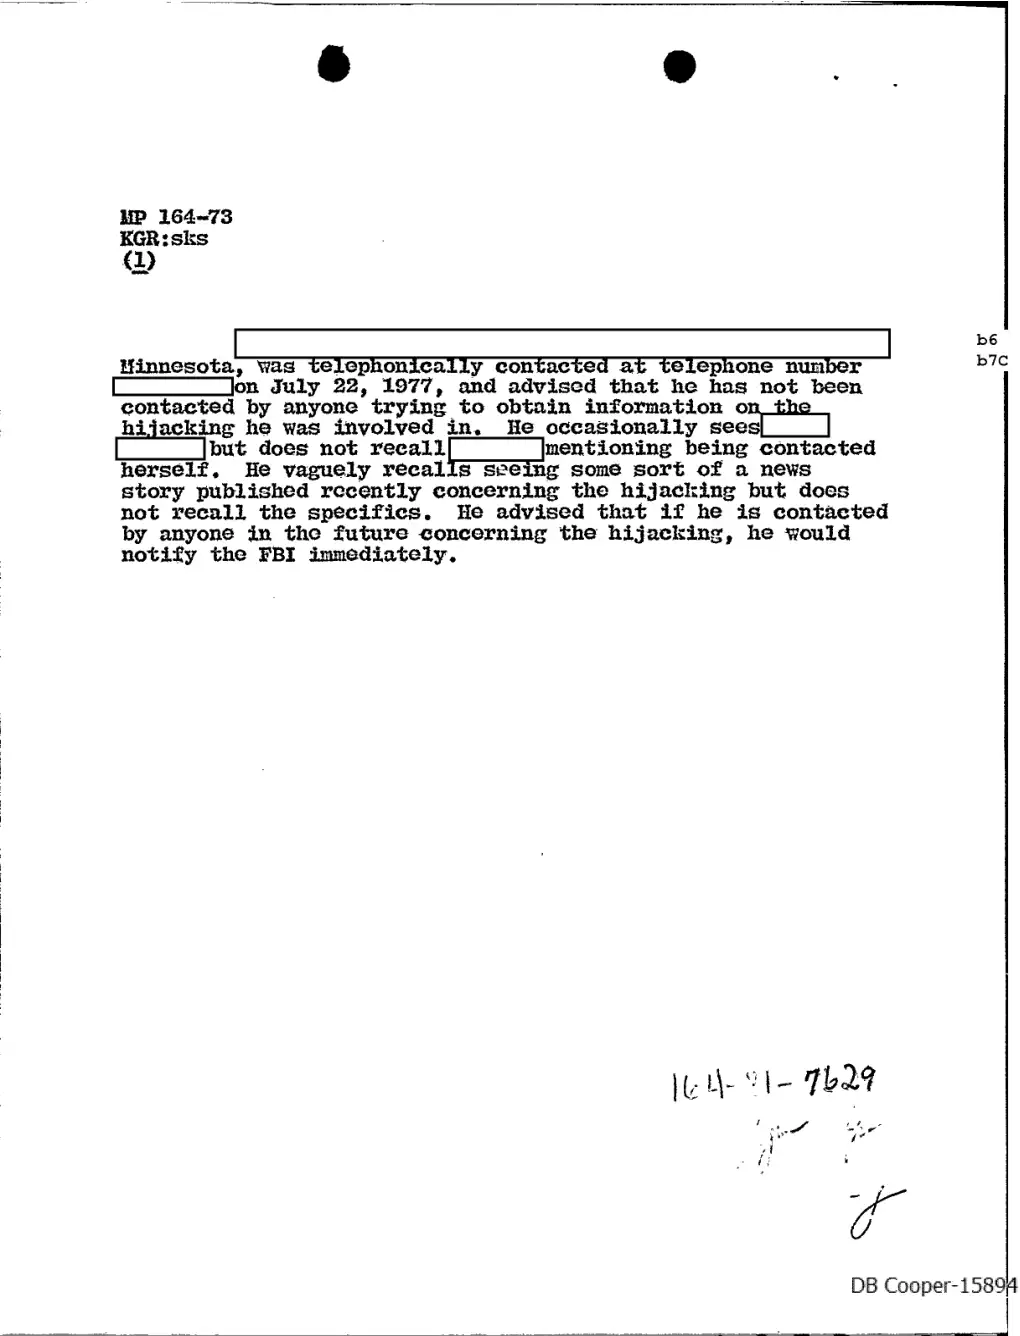 MP 164-73
KGR:sks
(1)
b6
b7C
Minnesota, was telephonically contacted at telephone number
on July 22, 1977, and advised that he has not been
contacted by anyone trying to obtain information on the
hijacking he was involved in. He occasionally sees
but does not recall mentioning being contacted
herself. He vaguely recalls seeing some sort of a news
story published recently concerning the hijacking but does
not recall the specifics. He advised that if he is contacted
by anyone in the future concerning the hijacking, he would
notify the FBI immediately.
164-81-7629
DB Cooper-15894